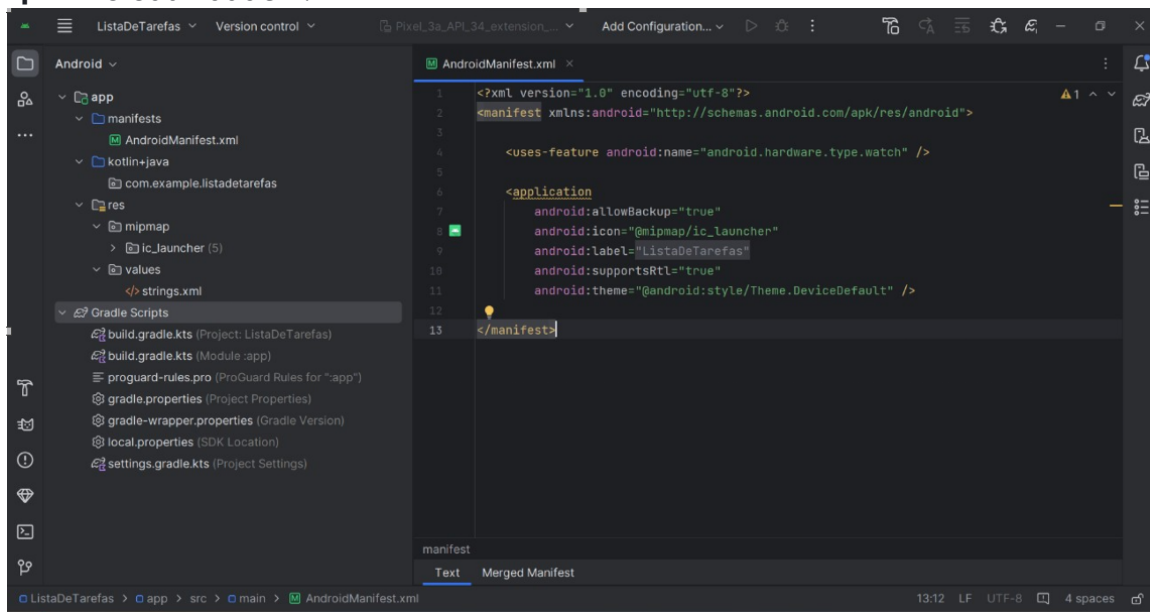 ListaDeTarefas Version control Pixel_3a_API_34_extension_... Add Configuration...
Android
AndroidManifest.xml
app
manifests
AndroidManifest.xml
kotlin+java
com.example.listadetarefas
res
mipmap
ic_launcher (5)
values
strings.xml
Gradle Scripts
build.gradle.kts (Project: ListaDeTarefas)
build.gradle.kts (Module :app)
proguard-rules.pro (ProGuard Rules for ":app")
gradle.properties (Project Properties)
gradle-wrapper.properties (Gradle Version)
local.properties (SDK Location)
settings.gradle.kts (Project Settings)
1 <?xml version="1.0" encoding="utf-8"?>
2 <manifest xmlns:android="http://schemas.android.com/apk/res/android">
3
4 <uses-feature android:name="android.hardware.type.watch" />
5
6 <application
7 android:allowBackup="true"
8 android:icon="@mipmap/ic_launcher"
9 android:label="ListaDeTarefas"
10 android:supportsRtl="true"
11 android:theme="@android:style/Theme.DeviceDefault" />
12
13 </manifest>
1
manifest
Text Merged Manifest
ListaDeTarefas > app > src > main > AndroidManifest.xml
13:12 LF UTF-8 4 spaces